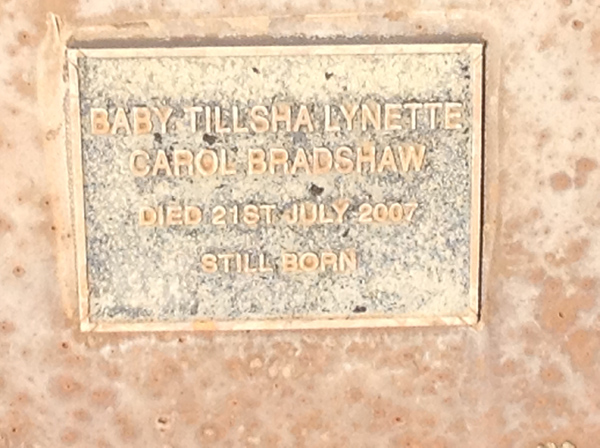 BABY TILLSHA LYNETTE
CAROL BRADSHAW
DIED 21ST JULY 2007
STILL BORN